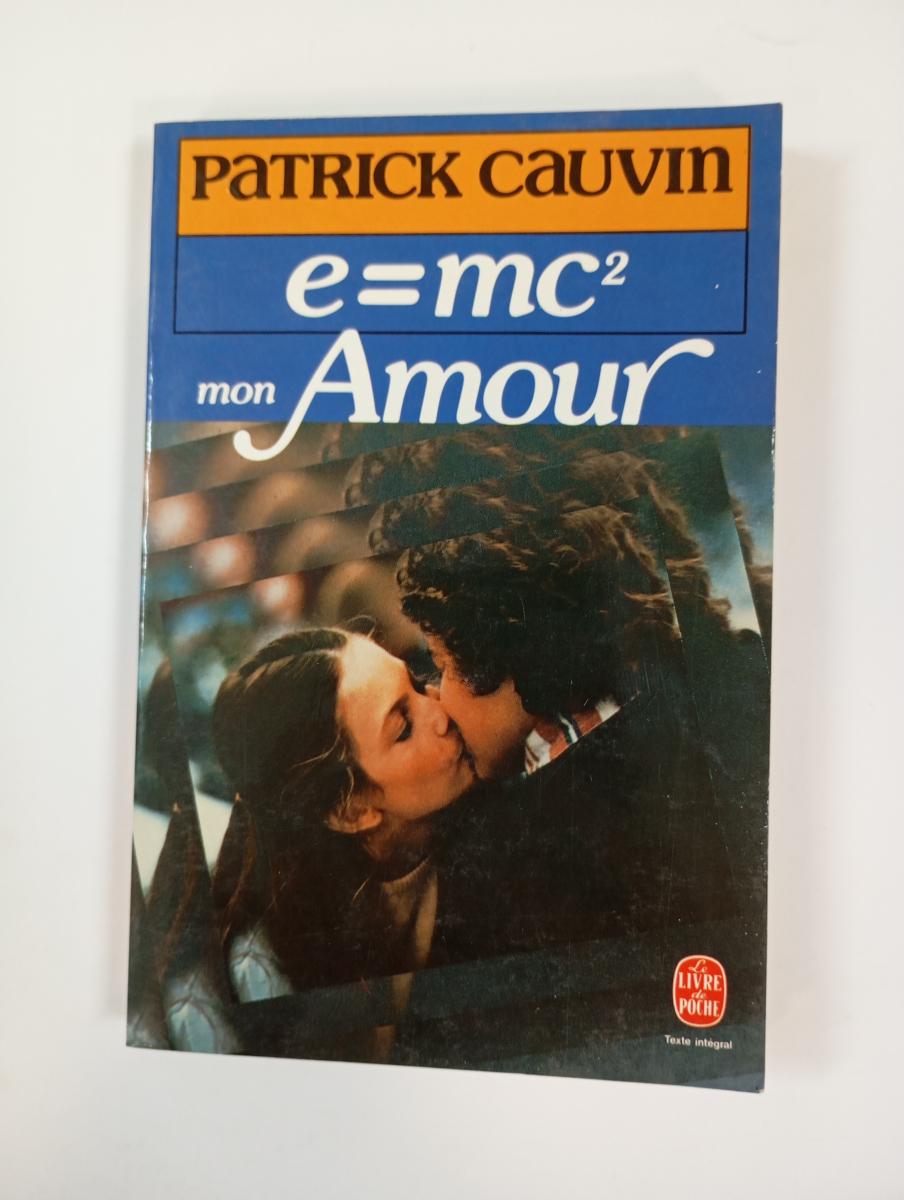 PATRICK CAUVIN
e=mc²
mon Amour
Le
LIVRE
de
POCHE
Texte intégral